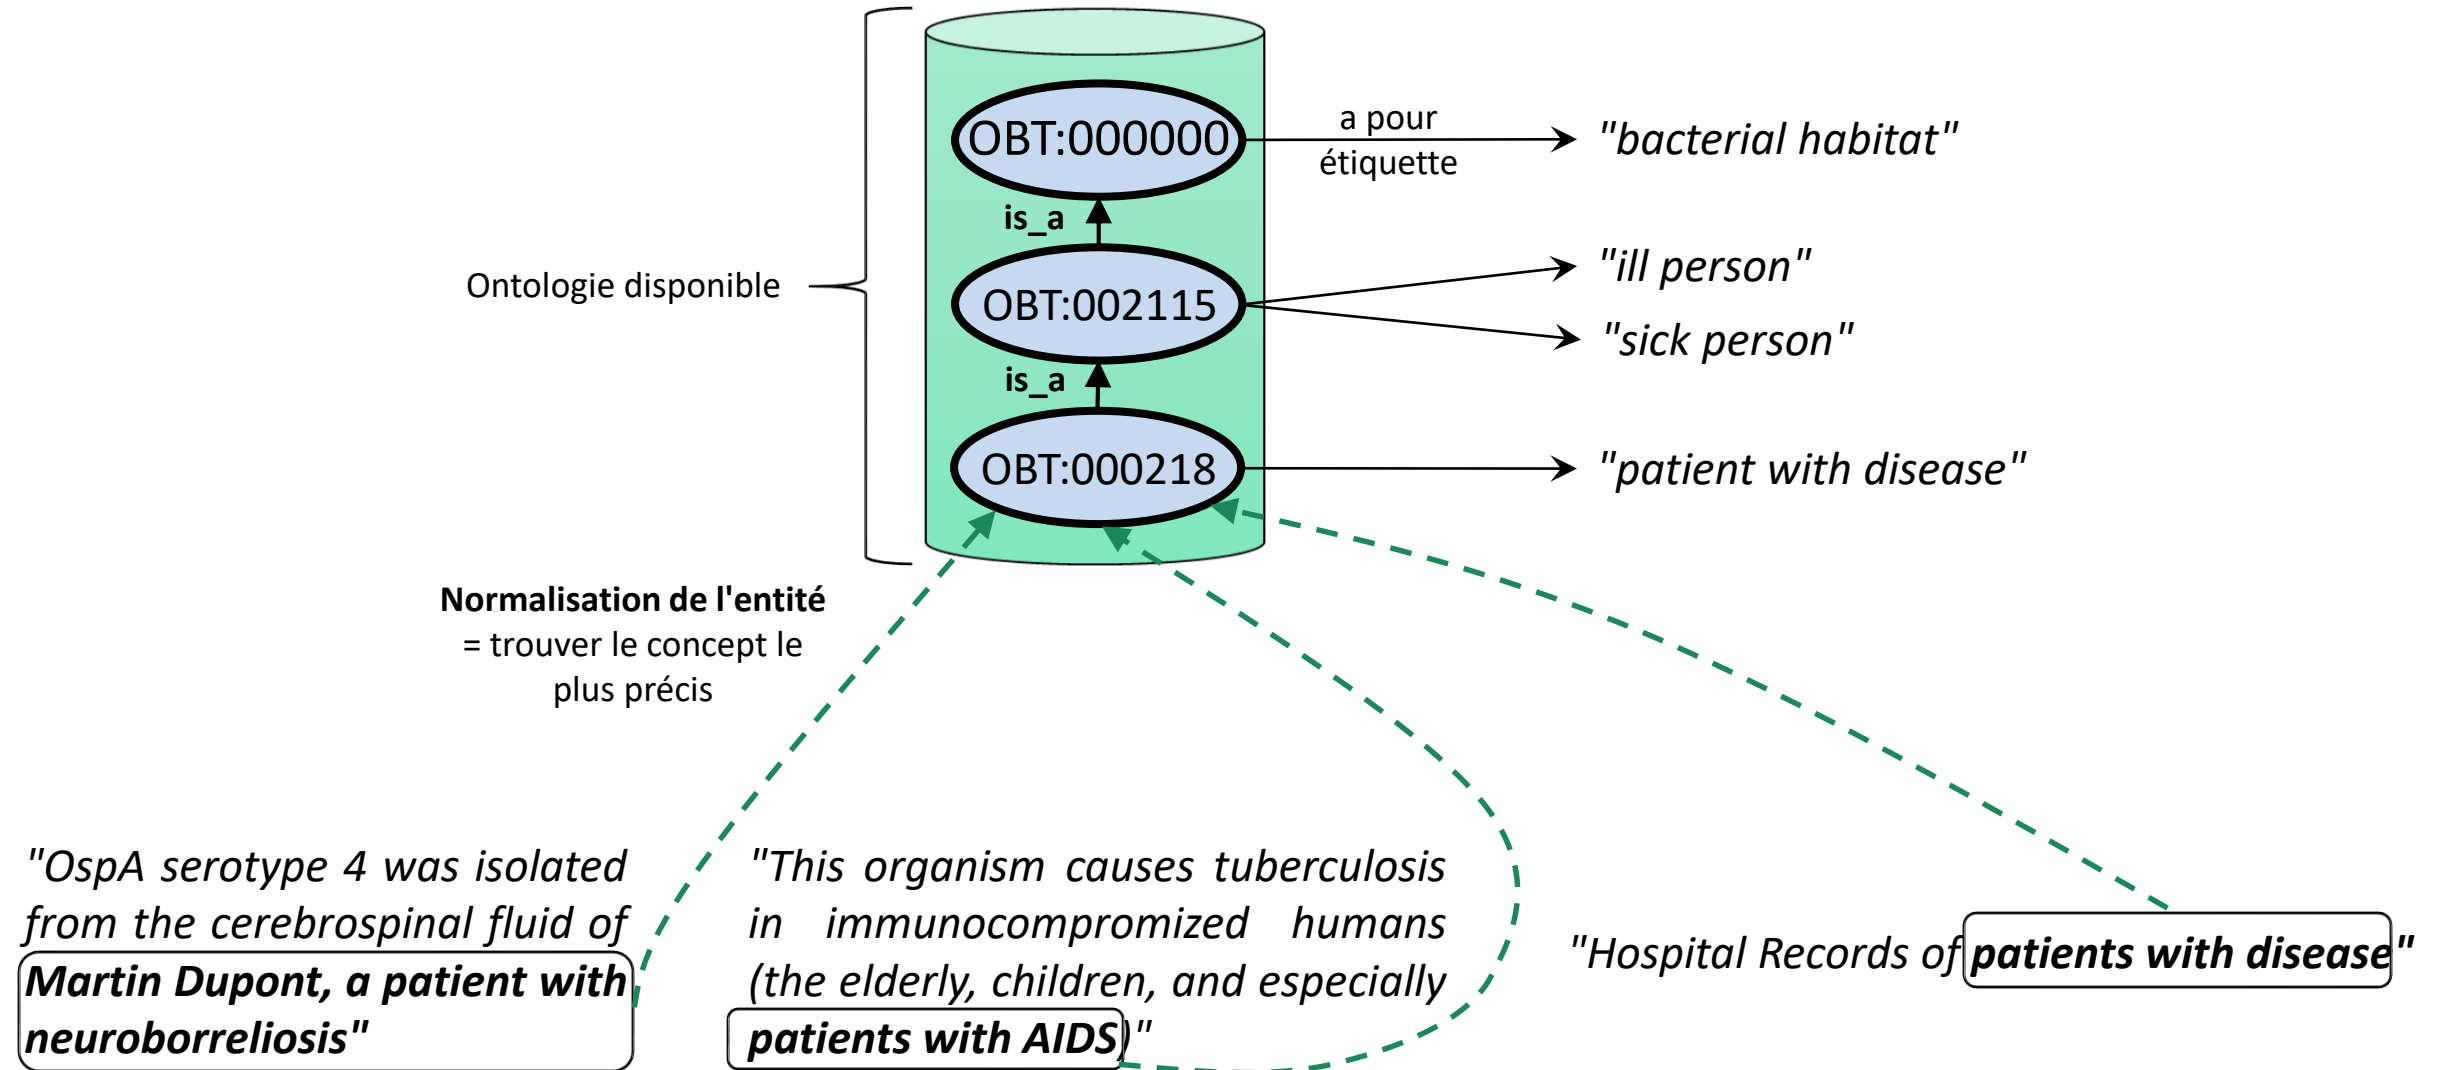 OBT:000000
a pour
étiquette
"bacterial habitat"
is_a
"ill person"
Ontologie disponible
OBT:002115
"sick person"
is_a
OBT:000218
"patient with disease"
Normalisation de l'entité
= trouver le concept le
plus précis
"OspA serotype 4 was isolated
from the cerebrospinal fluid of
Martin Dupont, a patient with
neuroborreliosis"
"This organism causes tuberculosis
in immunocompromized humans
(the elderly, children, and especially
patients with AIDS)"
"Hospital Records of patients with disease"